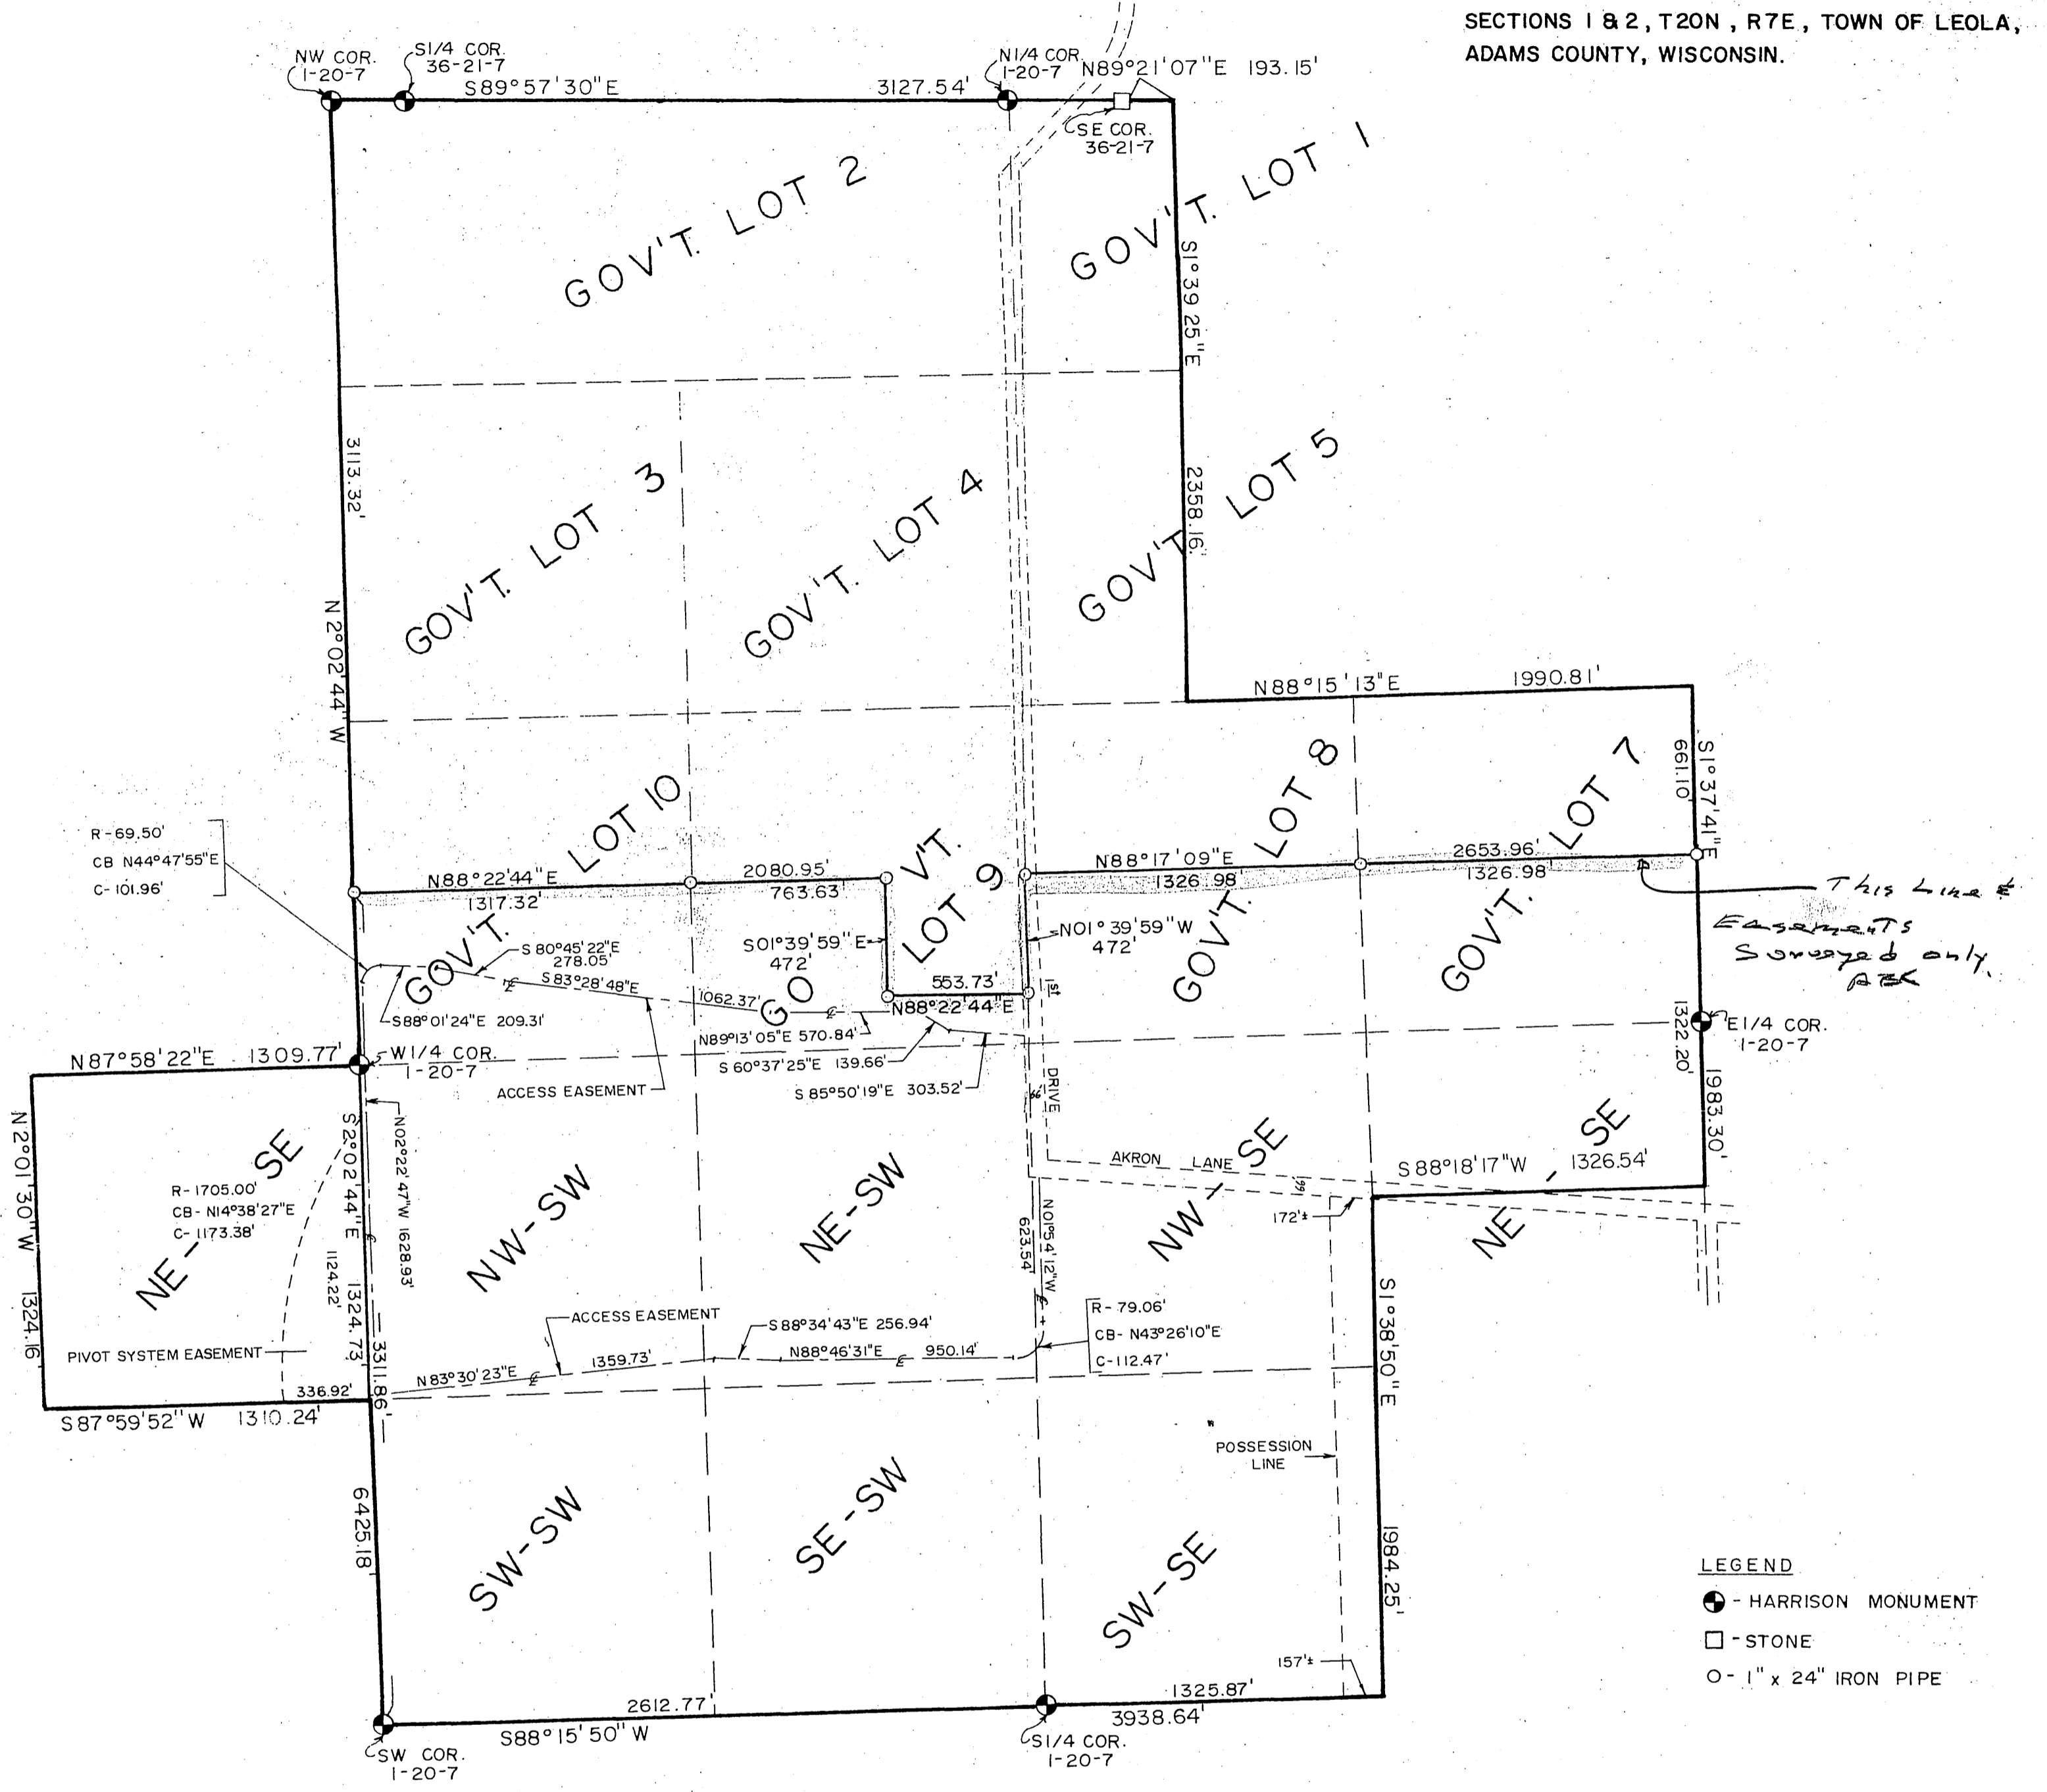 SECTIONS 1 & 2, T20N, R7E, TOWN OF LEOLA,
ADAMS COUNTY, WISCONSIN.
NW COR.
1-20-7
S1/4 COR.
36-21-7
N1/4 COR.
1-20-7
N89°21'07"E 193.15'
S89°57'30"E 3127.54'
SE COR.
36-21-7
GOV'T. LOT 2
GOV'T. LOT 1
S1°39'25"E
2358.16'
3113.32'
N2°02'44"W
GOV'T. LOT 3
GOV'T. LOT 4
GOV'T. LOT 5
N88°15'13"E 1990.81'
661.10'
S1°37'41"E
GOV'T. LOT 10
GOV'T. LOT 9
GOV'T. LOT 8
GOV'T. LOT 7
R-69.50'
CB N44°47'55"E
C-101.96'
N88°22'44"E 2080.95'
1317.32' 763.63'
N88°17'09"E 2653.96'
1326.98' 1326.98'
This Line &
Easements
Surveyed only.
S01°39'59"E
472'
N01°39'59"W
472'
553.73'
N88°22'44"E
1st
DRIVE
66'
S 80°45'22"E
278.05'
S 83°28'48"E 1062.37'
S88°01'24"E 209.31'
N89°13'05"E 570.84'
S 60°37'25"E 139.66'
S 85°50'19"E 303.52'
ACCESS EASEMENT
E1/4 COR.
1-20-7
1322.20'
1983.30'
N87°58'22"E 1309.77'
W1/4 COR.
1-20-7
N2°01'30"W 1324.16'
NE-SE
R-1705.00'
CB- N14°38'27"E
C-1173.38'
S2°02'44"E 1324.73'
1124.22'
N02°22'47"W 1628.93'
3311.86'
PIVOT SYSTEM EASEMENT
336.92'
S87°59'52"W 1310.24'
NW-SW
NE-SW
NW-SE
NE-SE
AKRON LANE
66'
S88°18'17"W 1326.54'
172'±
N01°54'12"W
623.54'
R-79.06'
CB- N43°26'10"E
C-112.47'
ACCESS EASEMENT
S88°34'43"E 256.94'
N83°30'23"E 1359.73'
N88°46'31"E 950.14'
S1°38'50"E
1984.25'
POSSESSION
LINE
6425.18'
SW-SW
SE-SW
SW-SE
157'±
2612.77'
S88°15'50"W
1325.87'
3938.64'
SW COR.
1-20-7
S1/4 COR.
1-20-7
LEGEND
- HARRISON MONUMENT
- STONE
- 1" x 24" IRON PIPE